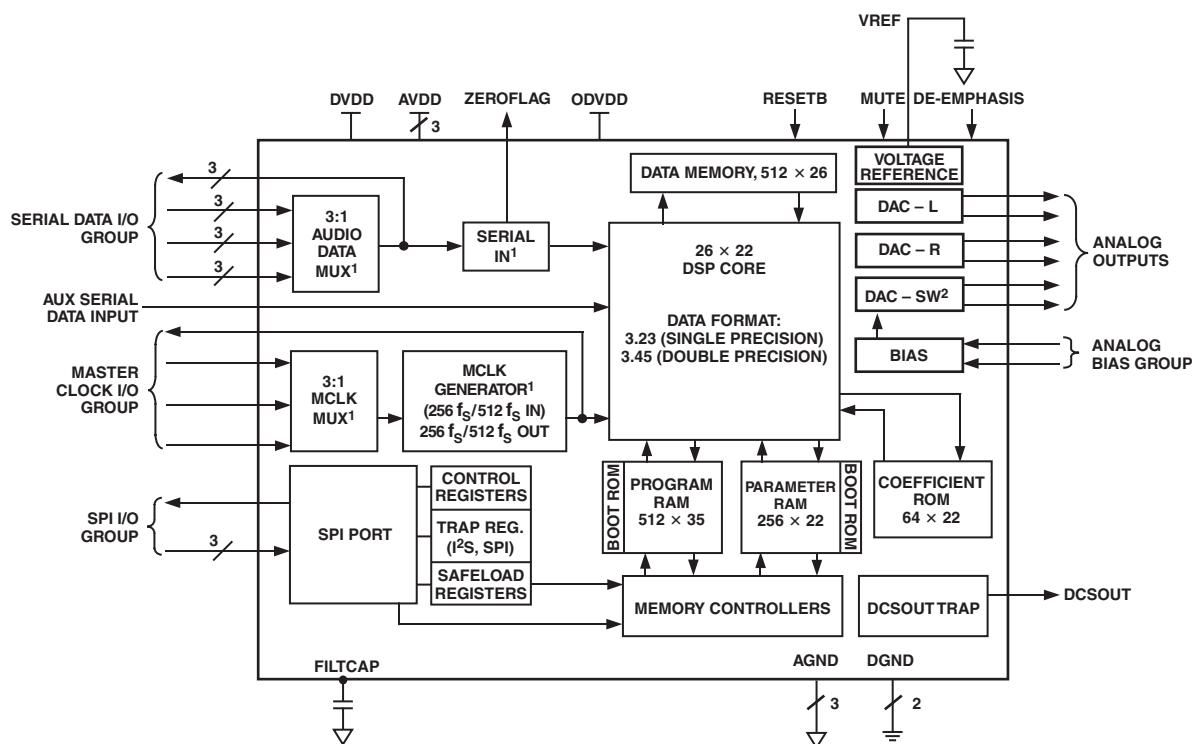 VREF
DVDD
AVDD
3
ZEROFLAG
ODVDD
RESETB
MUTE
DE-EMPHASIS
SERIAL DATA I/O
GROUP
3
3
3
3
3:1
AUDIO
DATA
MUX1
SERIAL
IN1
DATA MEMORY, 512 × 26
26 × 22
DSP CORE
DATA FORMAT:
3.23 (SINGLE PRECISION)
3.45 (DOUBLE PRECISION)
VOLTAGE
REFERENCE
DAC – L
DAC – R
DAC – SW2
BIAS
ANALOG
OUTPUTS
ANALOG
BIAS GROUP
AUX SERIAL
DATA INPUT
MASTER
CLOCK I/O
GROUP
3:1
MCLK
MUX1
MCLK
GENERATOR1
(256 fS/512 fS IN)
256 fS/512 fS OUT
SPI I/O
GROUP
3
SPI PORT
CONTROL
REGISTERS
TRAP REG.
(I2S, SPI)
SAFELOAD
REGISTERS
BOOT ROM
PROGRAM
RAM
512 × 35
PARAMETER
RAM
256 × 22
BOOT ROM
COEFFICIENT
ROM
64 × 22
MEMORY CONTROLLERS
DCSOUT TRAP
DCSOUT
FILTCAP
AGND
3
DGND
2